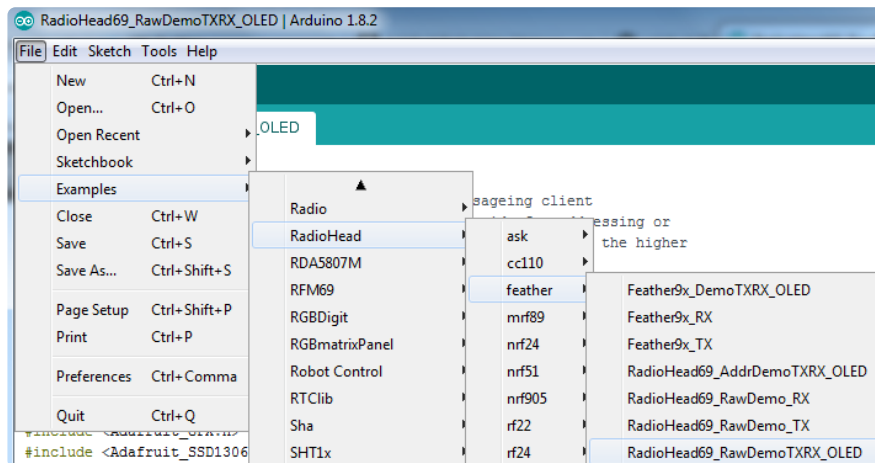 RadioHead69_RawDemoTXRX_OLED | Arduino 1.8.2
File Edit Sketch Tools Help
New Ctrl+N
Open... Ctrl+O
Open Recent
Sketchbook
Examples
Close Ctrl+W
Save Ctrl+S
Save As... Ctrl+Shift+S
Page Setup Ctrl+Shift+P
Print Ctrl+P
Preferences Ctrl+Comma
Quit Ctrl+Q
_OLED
Radio
RadioHead
RDA5807M
RFM69
RGBDigit
RGBmatrixPanel
Robot Control
RTClib
Sha
SHT1x
ask
cc110
feather
mrf89
nrf24
nrf51
nrf905
rf22
rf24
Feather9x_DemoTXRX_OLED
Feather9x_RX
Feather9x_TX
RadioHead69_AddrDemoTXRX_OLED
RadioHead69_RawDemo_RX
RadioHead69_RawDemo_TX
RadioHead69_RawDemoTXRX_OLED
sageing client
essing or
the higher
#include <Adafruit_GFX.h>
#include <Adafruit_SSD1306